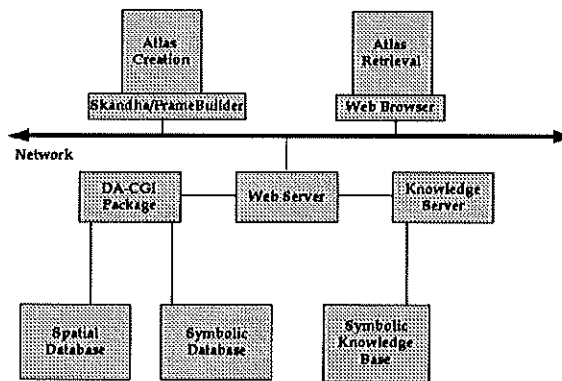 Atlas
Creation
Atlas
Retrieval
Skandha/FrameBuilder
Web Browser
Network
DA-CGI
Package
Web Server
Knowledge
Server
Spatial
Database
Symbolic
Database
Symbolic
Knowledge
Base